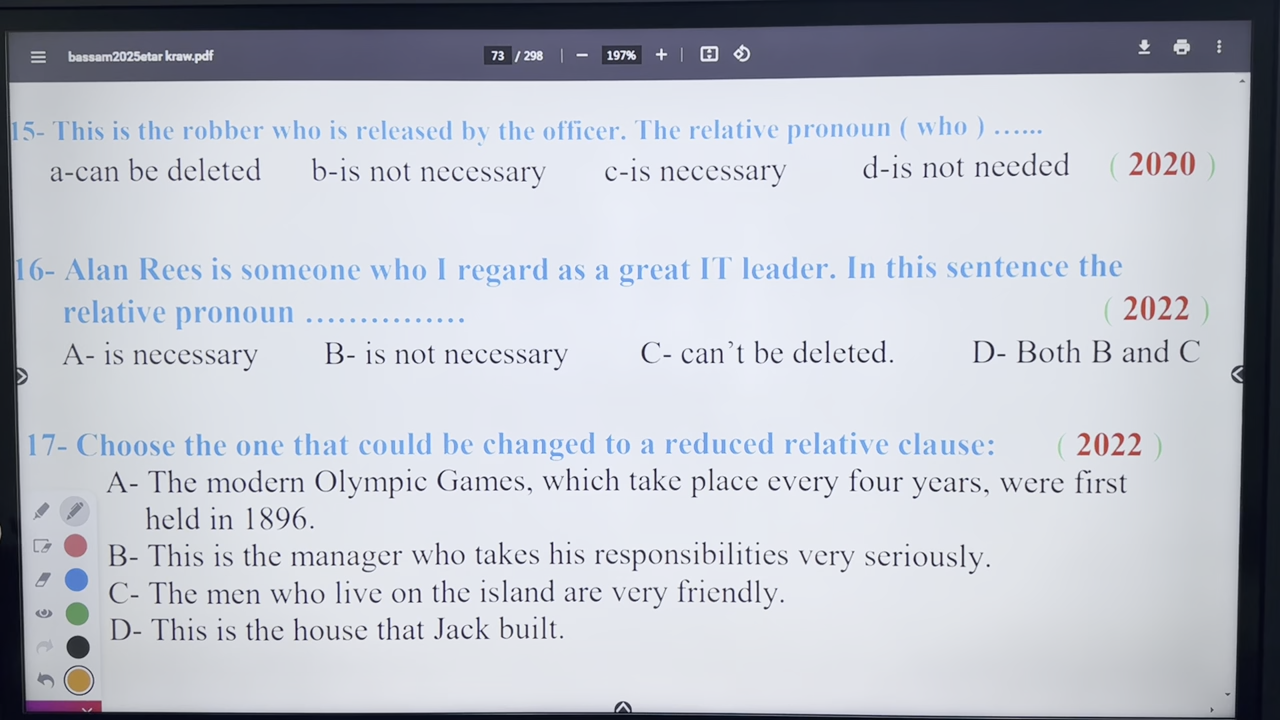 bassam2025etar kraw.pdf 73 / 298 | − 197% + |
15- This is the robber who is released by the officer. The relative pronoun ( who ) ......
a-can be deleted b-is not necessary c-is necessary d-is not needed ( 2020 )
16- Alan Rees is someone who I regard as a great IT leader. In this sentence the
relative pronoun ............... ( 2022 )
A- is necessary B- is not necessary C- can’t be deleted. D- Both B and C
17- Choose the one that could be changed to a reduced relative clause: ( 2022 )
A- The modern Olympic Games, which take place every four years, were first
held in 1896.
B- This is the manager who takes his responsibilities very seriously.
C- The men who live on the island are very friendly.
D- This is the house that Jack built.